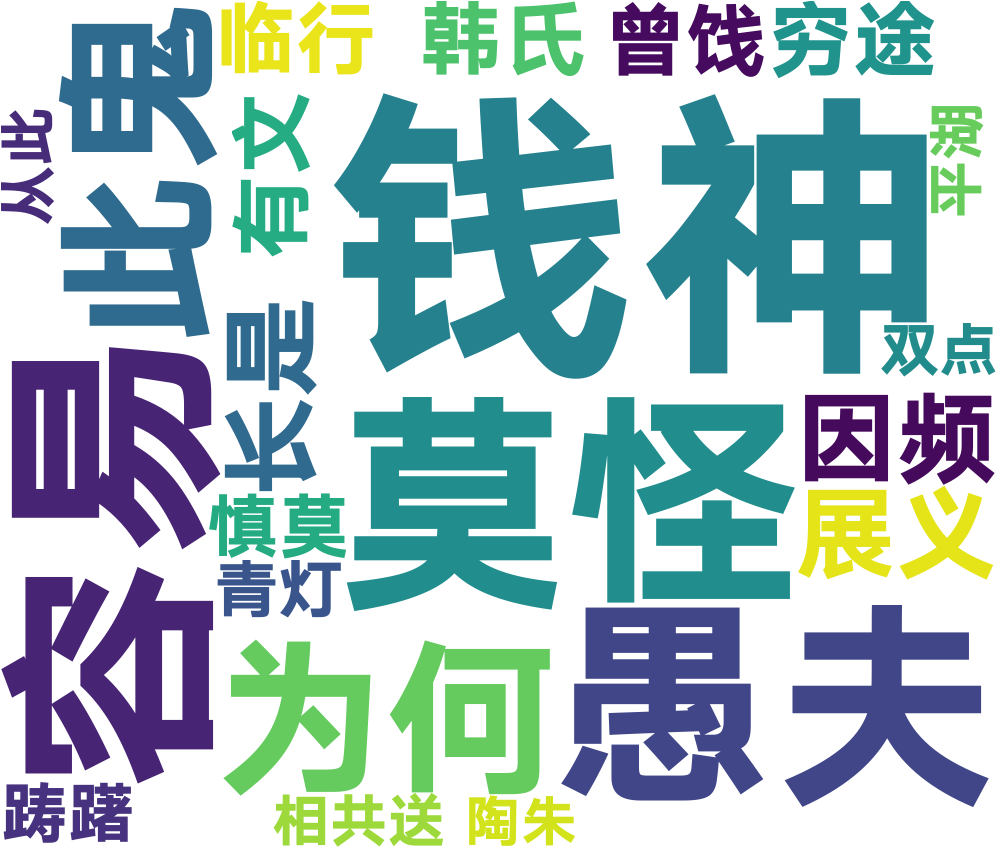 临行
韩氏
曾饯
穷途
此鬼
从此
有文
钱神
平湖
容易
长是
双点
莫怪
因频
展义
慎莫
青灯
为何
愚夫
踌躇
相共送
陶朱